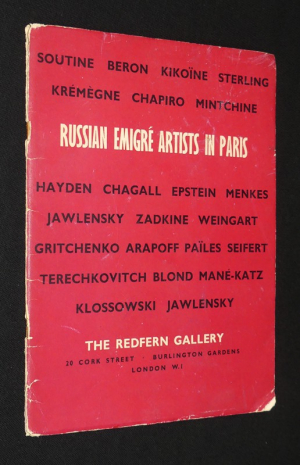 SOUTINE BERON KIKOÏNE STERLING
KRÉMÈGNE CHAPIRO MINTCHINE
RUSSIAN EMIGRÉ ARTISTS IN PARIS
HAYDEN CHAGALL EPSTEIN MENKES
JAWLENSKY ZADKINE WEINGART
GRITCHENKO ARAPOFF PAÏLES SEIFERT
TERECHKOVITCH BLOND MANE-KATZ
KLOSSOWSKI JAWLENSKY
THE REDFERN GALLERY
20 CORK STREET · BURLINGTON GARDENS
LONDON W.1